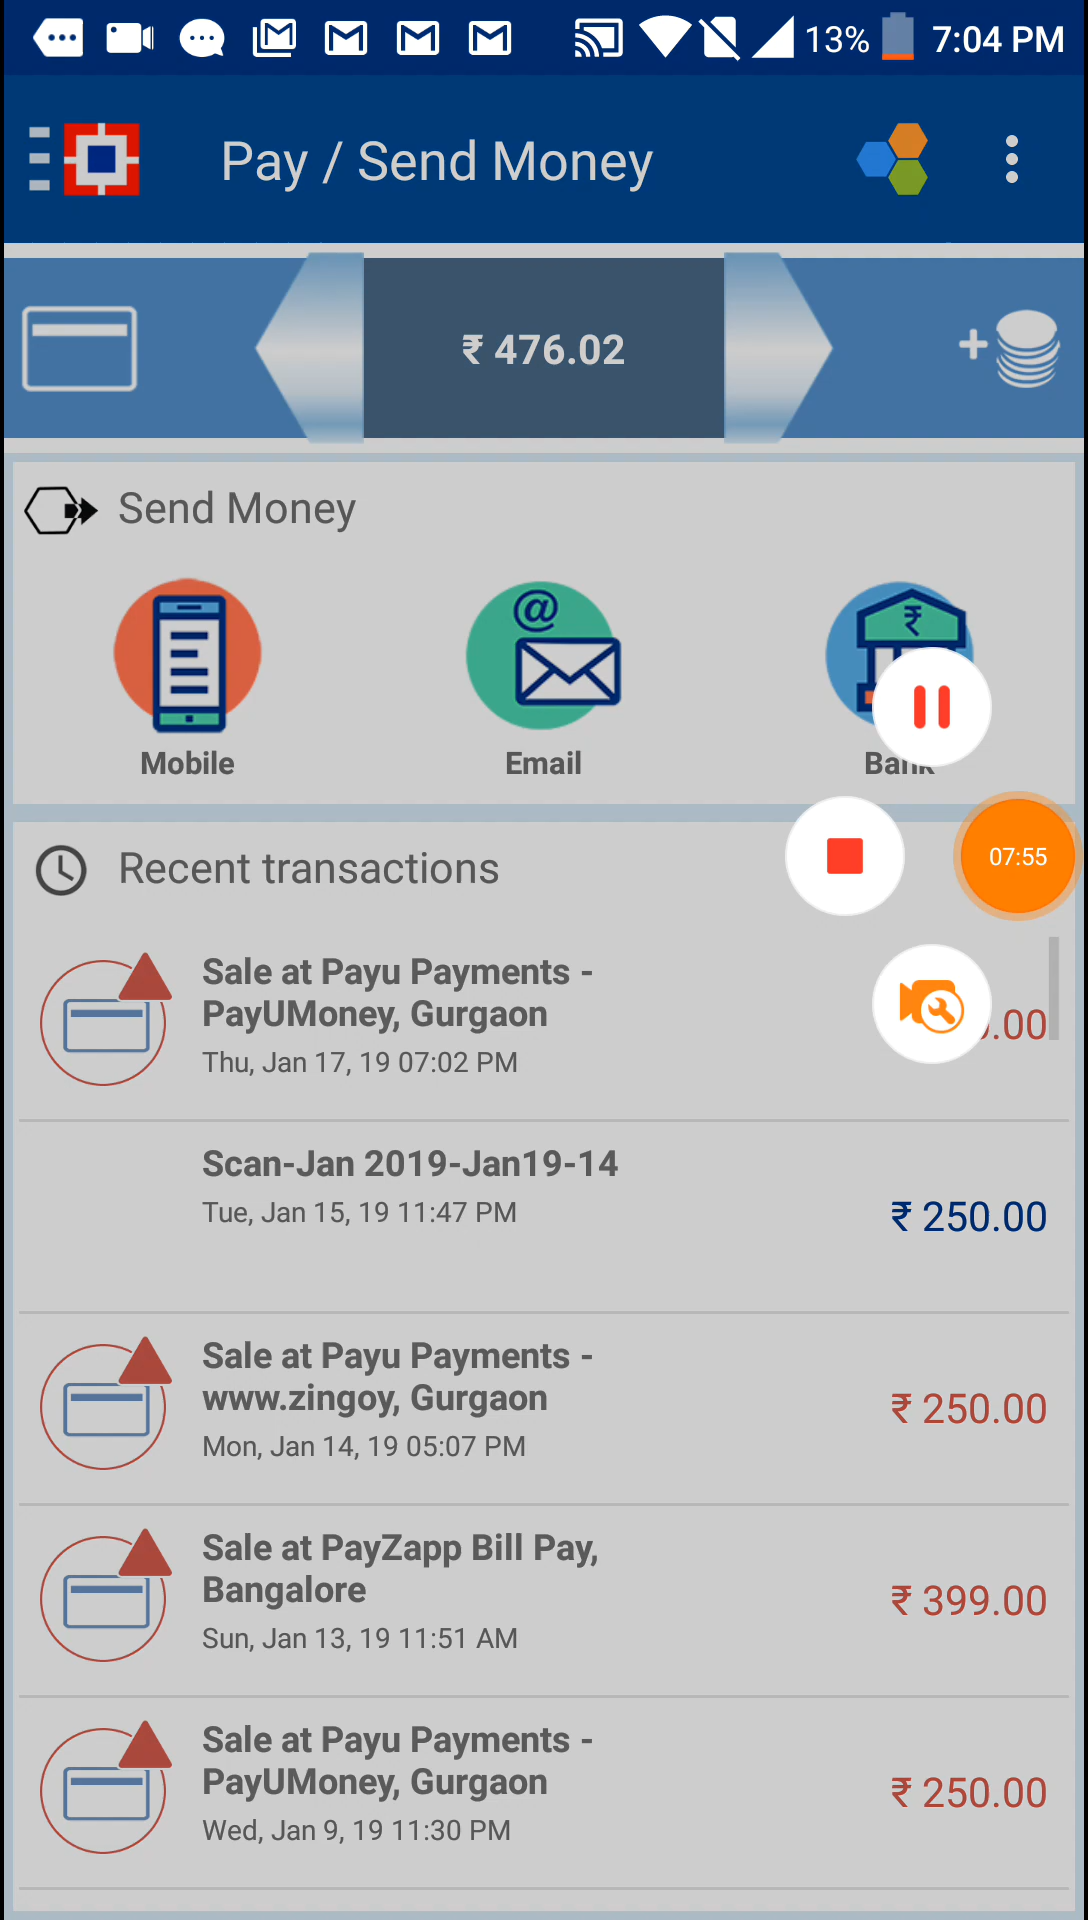 13% 7:04 PM
Pay / Send Money
₹ 476.02
+
Send Money
@
₹
Mobile
Email
Bank
07:55
Recent transactions
Sale at Payu Payments -
PayUMoney, Gurgaon
.00
Thu, Jan 17, 19 07:02 PM
Scan-Jan 2019-Jan19-14
Tue, Jan 15, 19 11:47 PM
₹ 250.00
Sale at Payu Payments -
www.zingoy, Gurgaon
₹ 250.00
Mon, Jan 14, 19 05:07 PM
Sale at PayZapp Bill Pay,
Bangalore
₹ 399.00
Sun, Jan 13, 19 11:51 AM
Sale at Payu Payments -
PayUMoney, Gurgaon
₹ 250.00
Wed, Jan 9, 19 11:30 PM